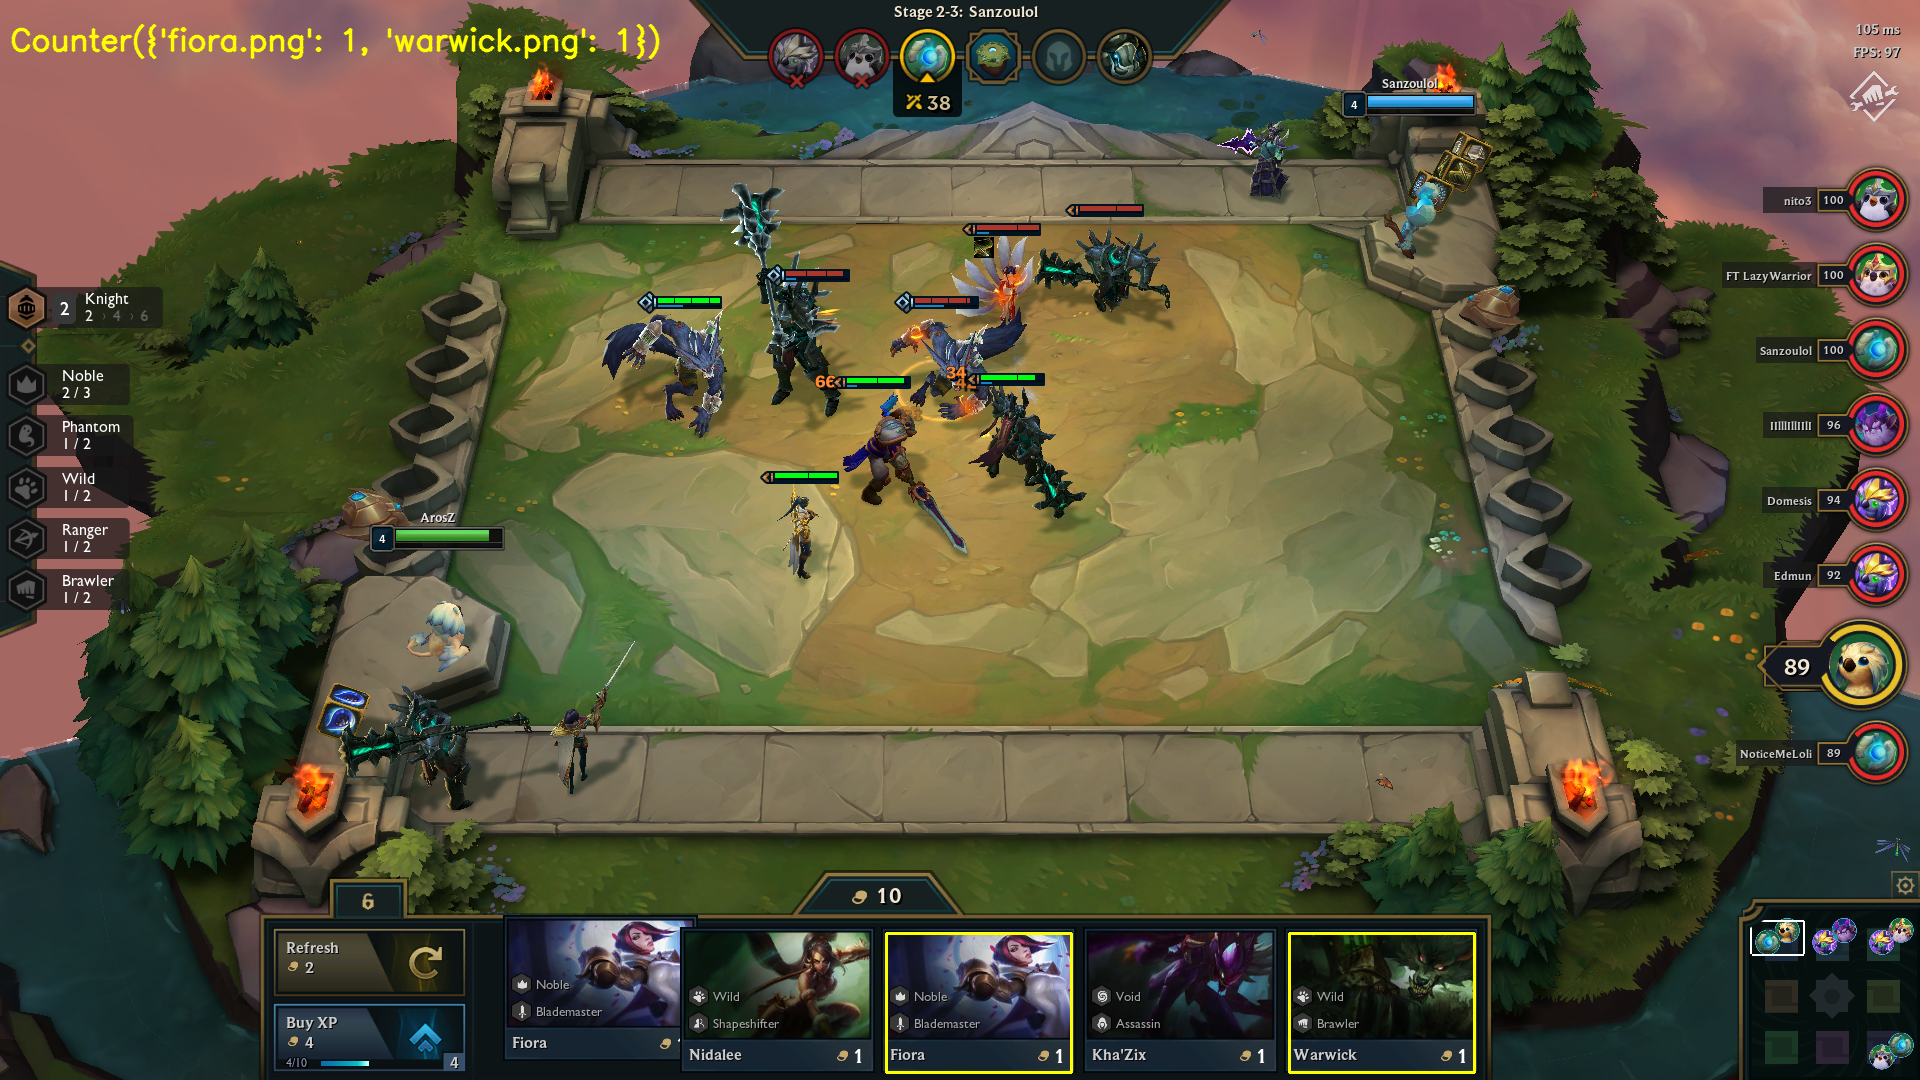 Counter({'fiora.png': 1, 'warwick.png': 1})
Stage 2-3: Sanzoulol
38
105 ms
FPS: 97
Sanzoulol
4
nito3 100
FT LazyWarrior 100
Sanzoulol 100
96
Domesis 94
Edmun 92
89
NoticeMeLoli 89
2 Knight
2 › 4 › 6
Noble
2 / 3
Phantom
1 / 2
Wild
1 / 2
Ranger
1 / 2
Brawler
1 / 2
66
34
ArosZ
4
6
10
Refresh
2
Buy XP
4
4/10
4
Noble
Blademaster
Fiora
Wild
Shapeshifter
Nidalee 1
Noble
Blademaster
Fiora 1
Void
Assassin
Kha'Zix 1
Wild
Brawler
Warwick 1